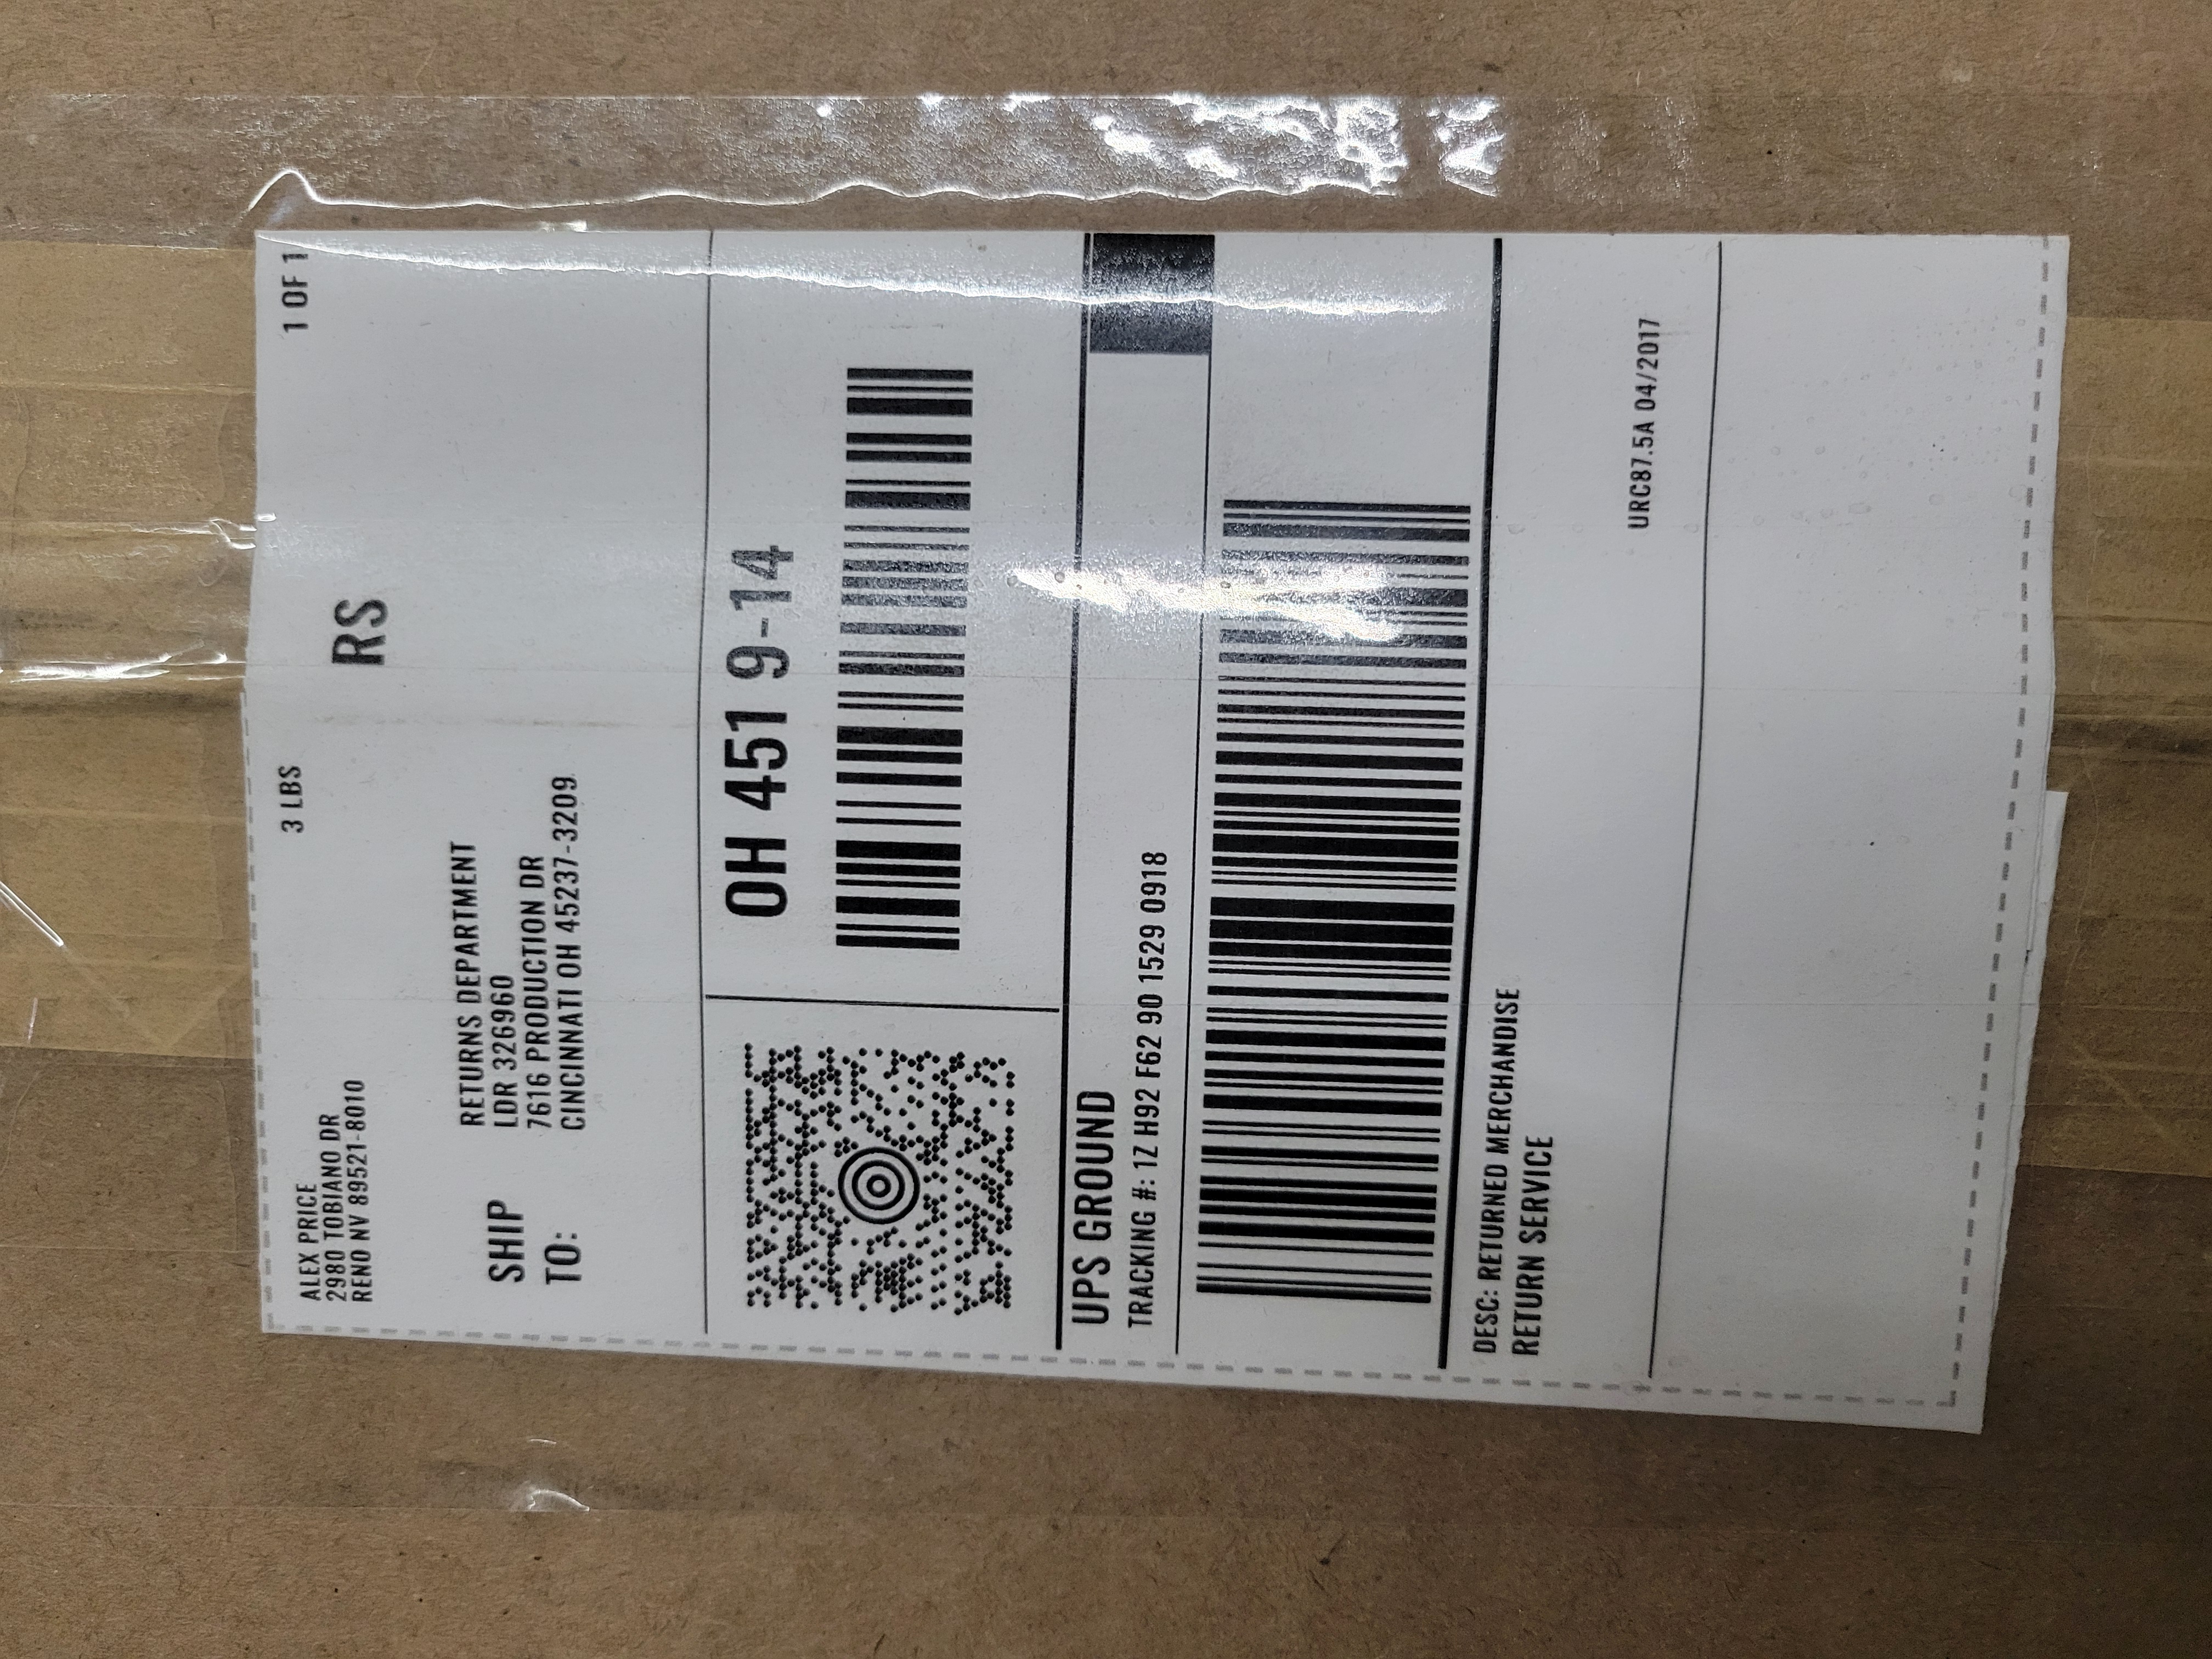 ALEX PRICE
2980 TOBIANO DR
RENO NV 89521-8010
3 LBS
1 OF 1
RS
SHIP
TO:
RETURNS DEPARTMENT
LDR 326960
7616 PRODUCTION DR
CINCINNATI OH 45237-3209
OH 451 9-14
UPS GROUND
TRACKING #: 1Z H92 F62 90 1529 0918
DESC: RETURNED MERCHANDISE
RETURN SERVICE
URC87.5A 04/2017